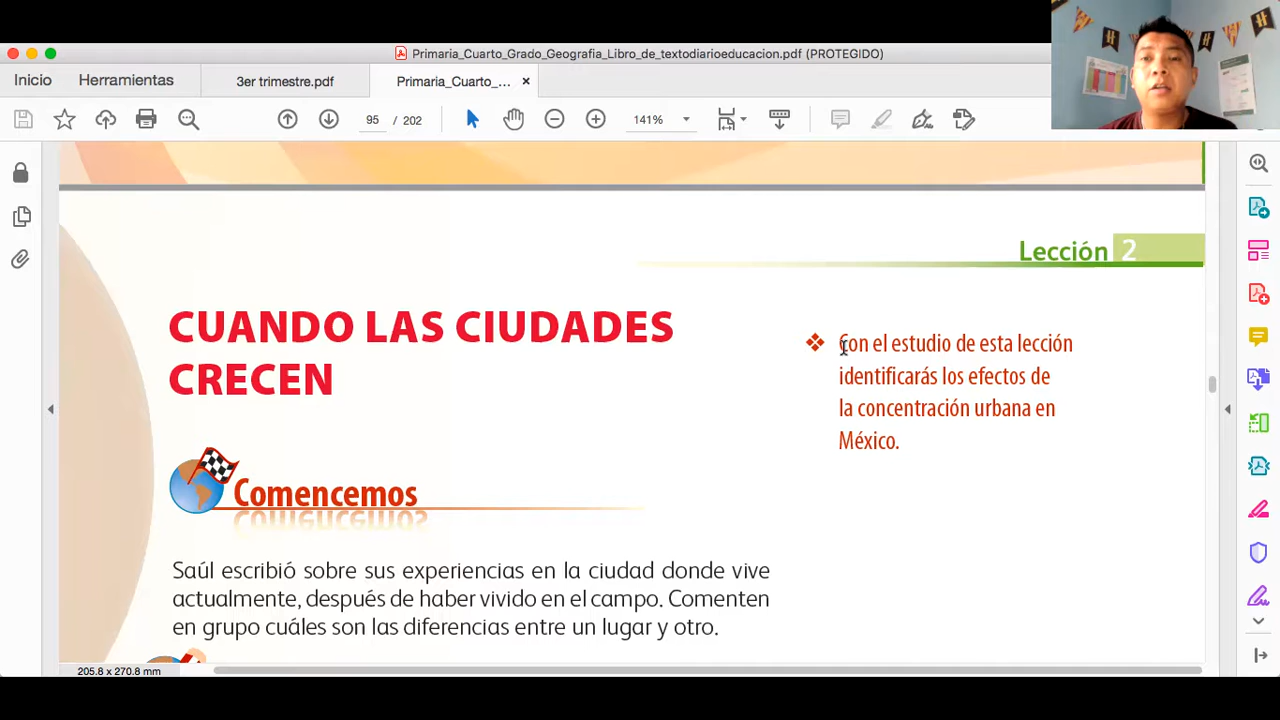 Primaria_Cuarto_Grado_Geografia_Libro_de_textodiarioeducacion.pdf (PROTEGIDO)
Inicio Herramientas 3er trimestre.pdf Primaria_Cuarto_... ×
95 / 202 141%
Lección 2
CUANDO LAS CIUDADES
CRECEN
Con el estudio de esta lección
identificarás los efectos de
la concentración urbana en
México.
Comencemos
Saúl escribió sobre sus experiencias en la ciudad donde vive
actualmente, después de haber vivido en el campo. Comenten
en grupo cuáles son las diferencias entre un lugar y otro.
205.8 x 270.8 mm